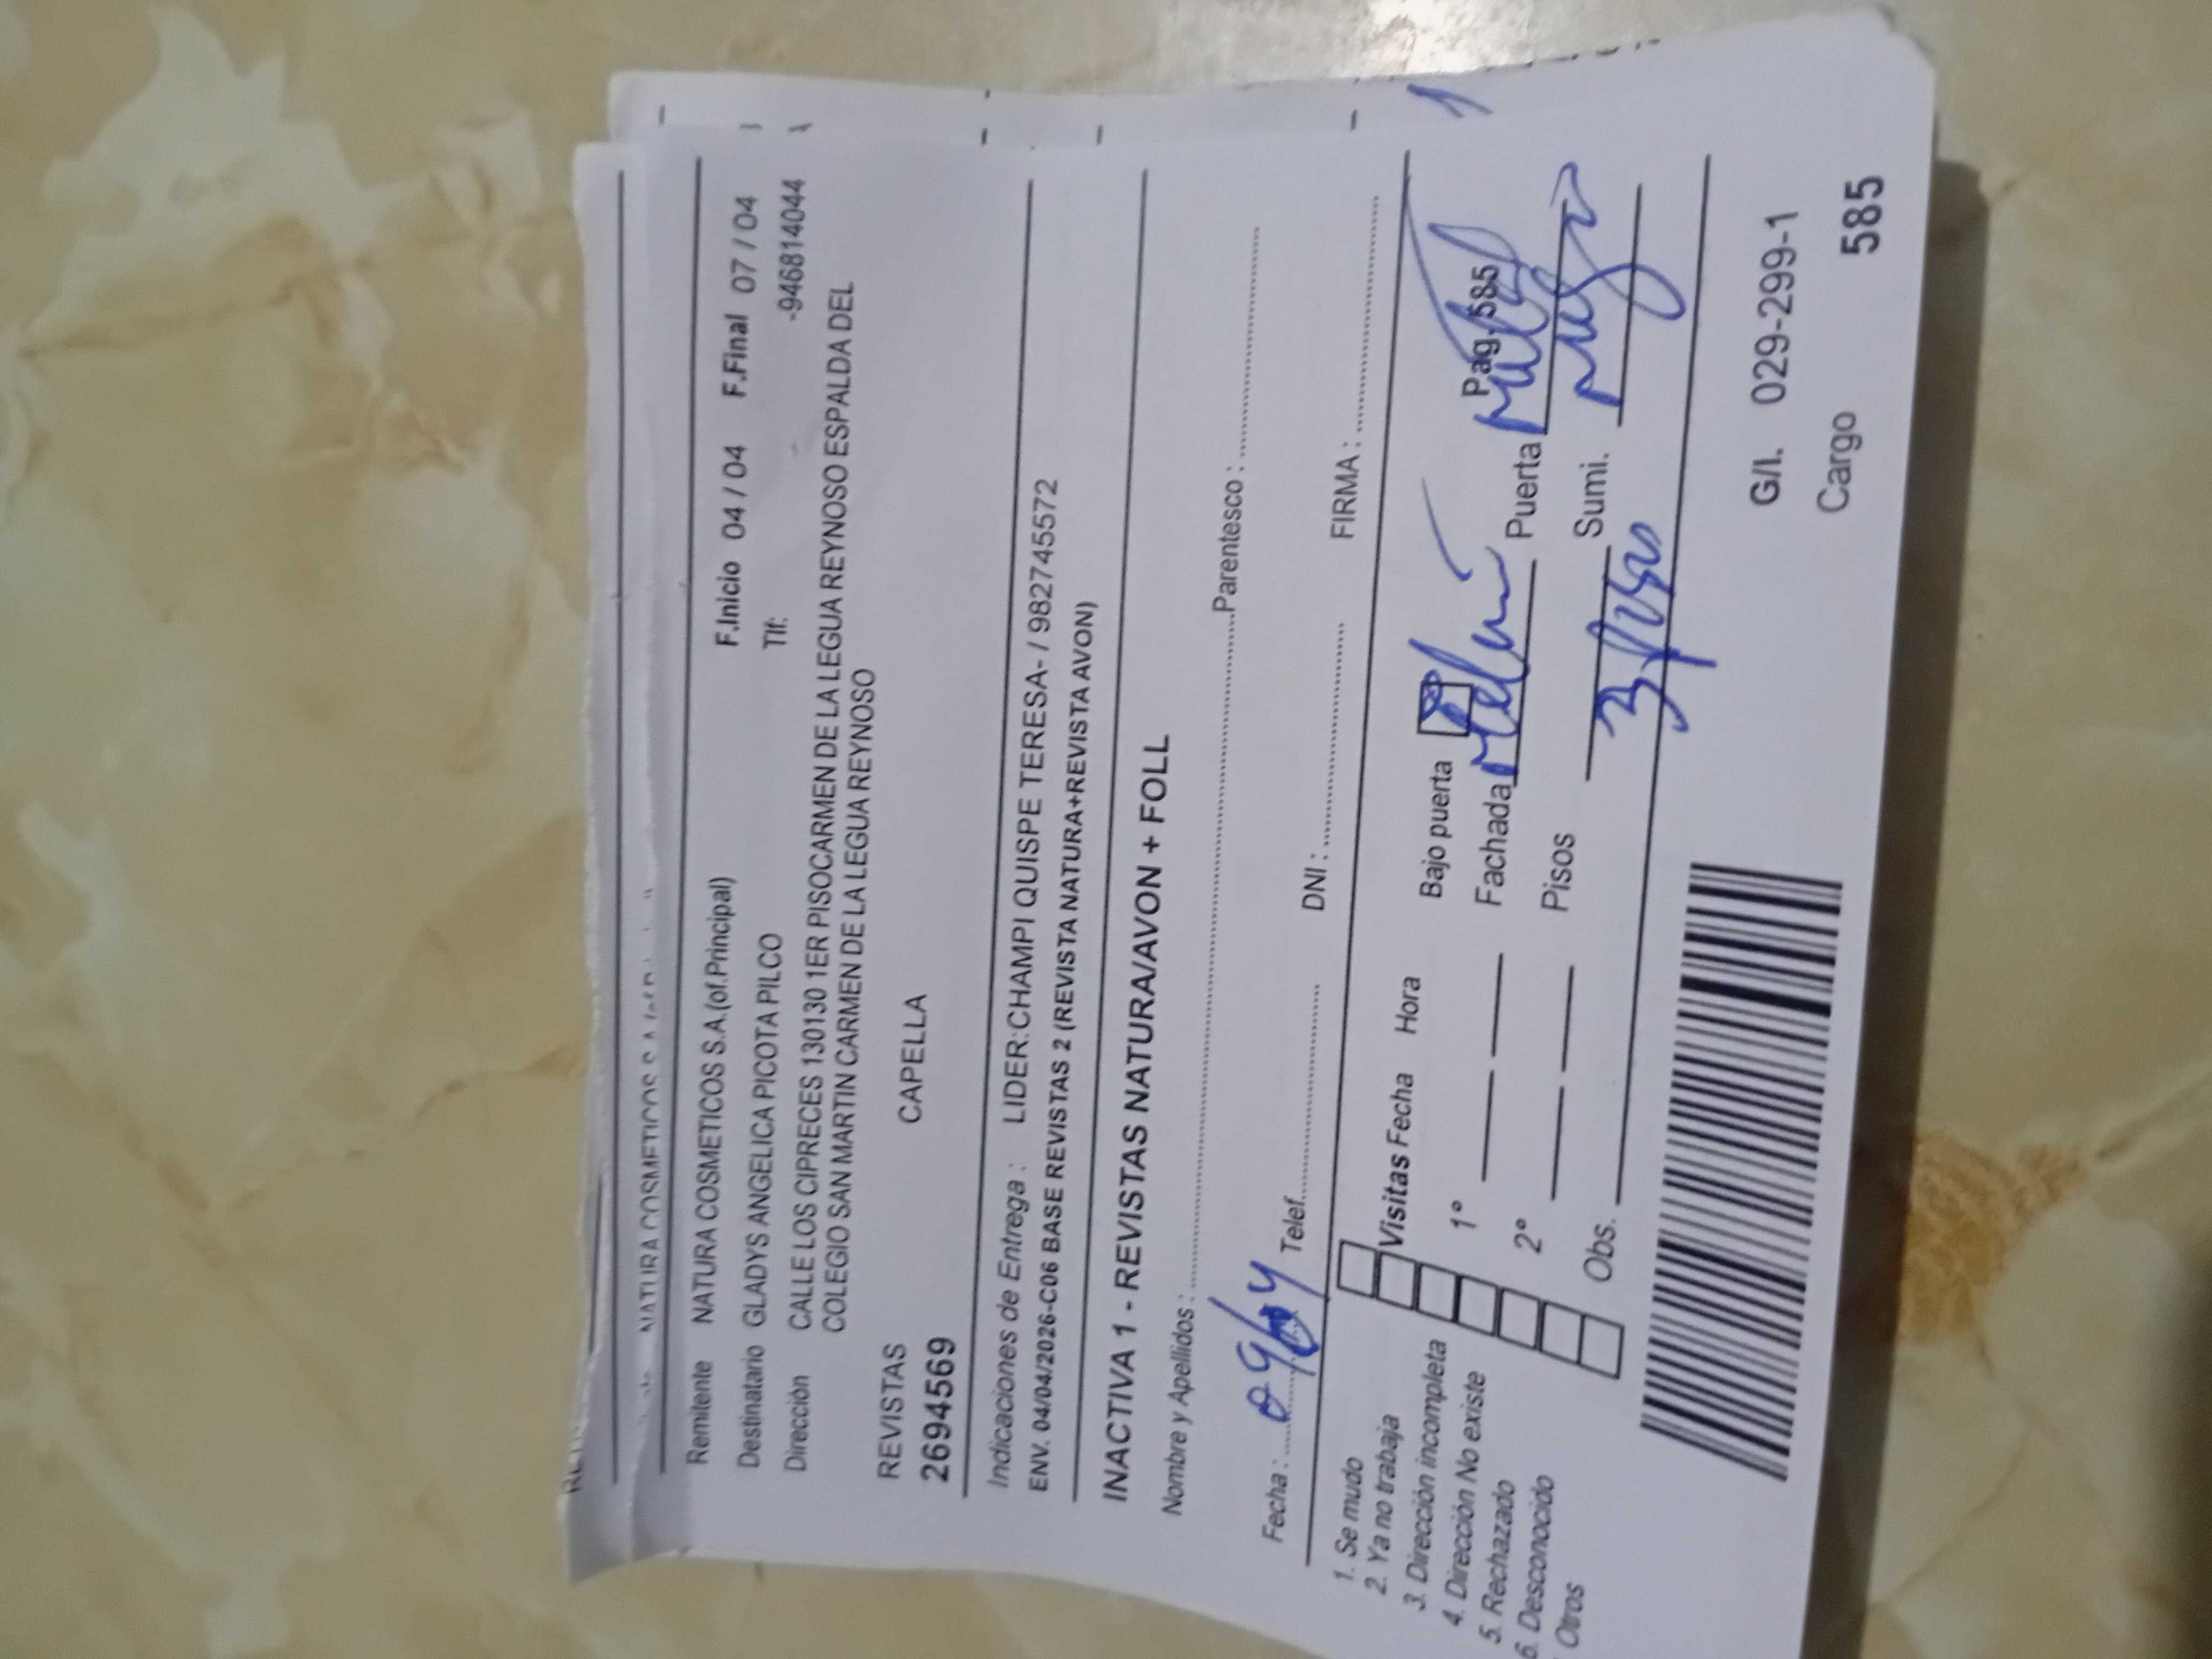 NATURA COSMETICOS
Remitente NATURA COSMETICOS S.A.(of.Principal)
F.Inicio 04 / 04 F.Final 07 / 04
Destinatario GLADYS ANGELICA PICOTA PILCO
Tlf: -946814044
Dirección CALLE LOS CIPRECES 130130 1ER PISOCARMEN DE LA LEGUA REYNOSO ESPALDA DEL
COLEGIO SAN MARTIN CARMEN DE LA LEGUA REYNOSO
REVISTAS CAPELLA
2694569
Indicaciones de Entrega : LIDER:CHAMPI QUISPE TERESA- / 982745572
ENV. 04/04/2026-C06 BASE REVISTAS 2 (REVISTA NATURA+REVISTA AVON)
INACTIVA 1 - REVISTAS NATURA/AVON + FOLL
Nombre y Apellidos : Parentesco :
Fecha : Telef. DNI : FIRMA :
1. Se mudo
2. Ya no trabaja
3. Dirección incompleta
4. Dirección No existe
5. Rechazado
6. Desconocido
Otros
Visitas Fecha Hora
1°
2°
Obs.
Bajo puerta
Pag. 585
Fachada Puerta
Pisos Sumi.
G/I. 029-299-1
Cargo 585